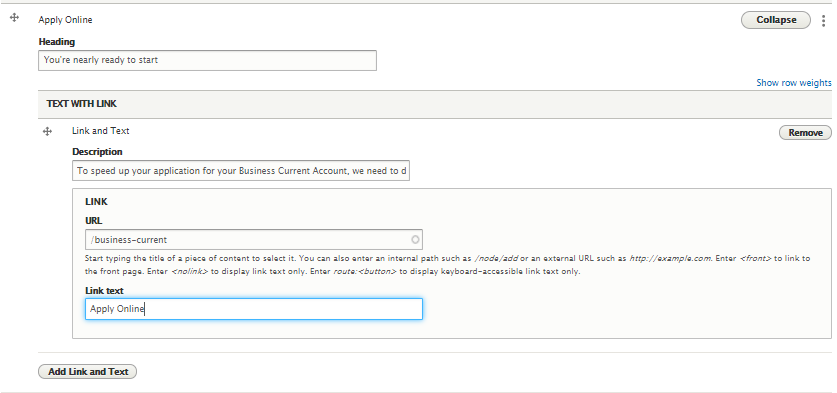 Apply Online
Collapse
Heading
You're nearly ready to start
Show row weights
TEXT WITH LINK
Link and Text
Remove
Description
To speed up your application for your Business Current Account, we need to d
LINK
URL
/business-current
Start typing the title of a piece of content to select it. You can also enter an internal path such as /node/add or an external URL such as http://example.com. Enter <front> to link to
the front page. Enter <nolink> to display link text only. Enter route:<button> to display keyboard-accessible link text only.
Link text
Apply Online
Add Link and Text